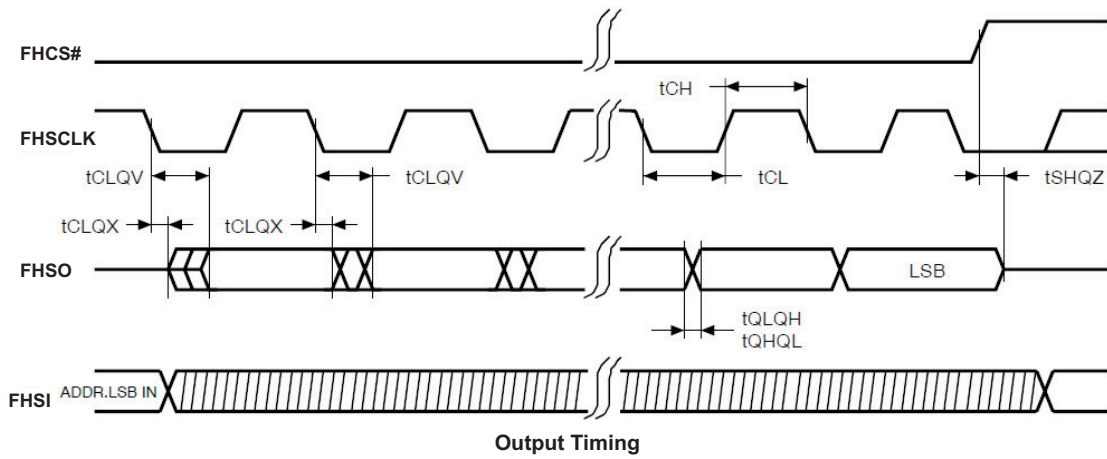 FHCS#
tCH
FHSCLK
tCLQV
tCLQV
tCL
tSHQZ
tCLQX
tCLQX
FHSO
LSB
tQLQH
tQHQL
FHSI
ADDR.LSB IN
Output Timing